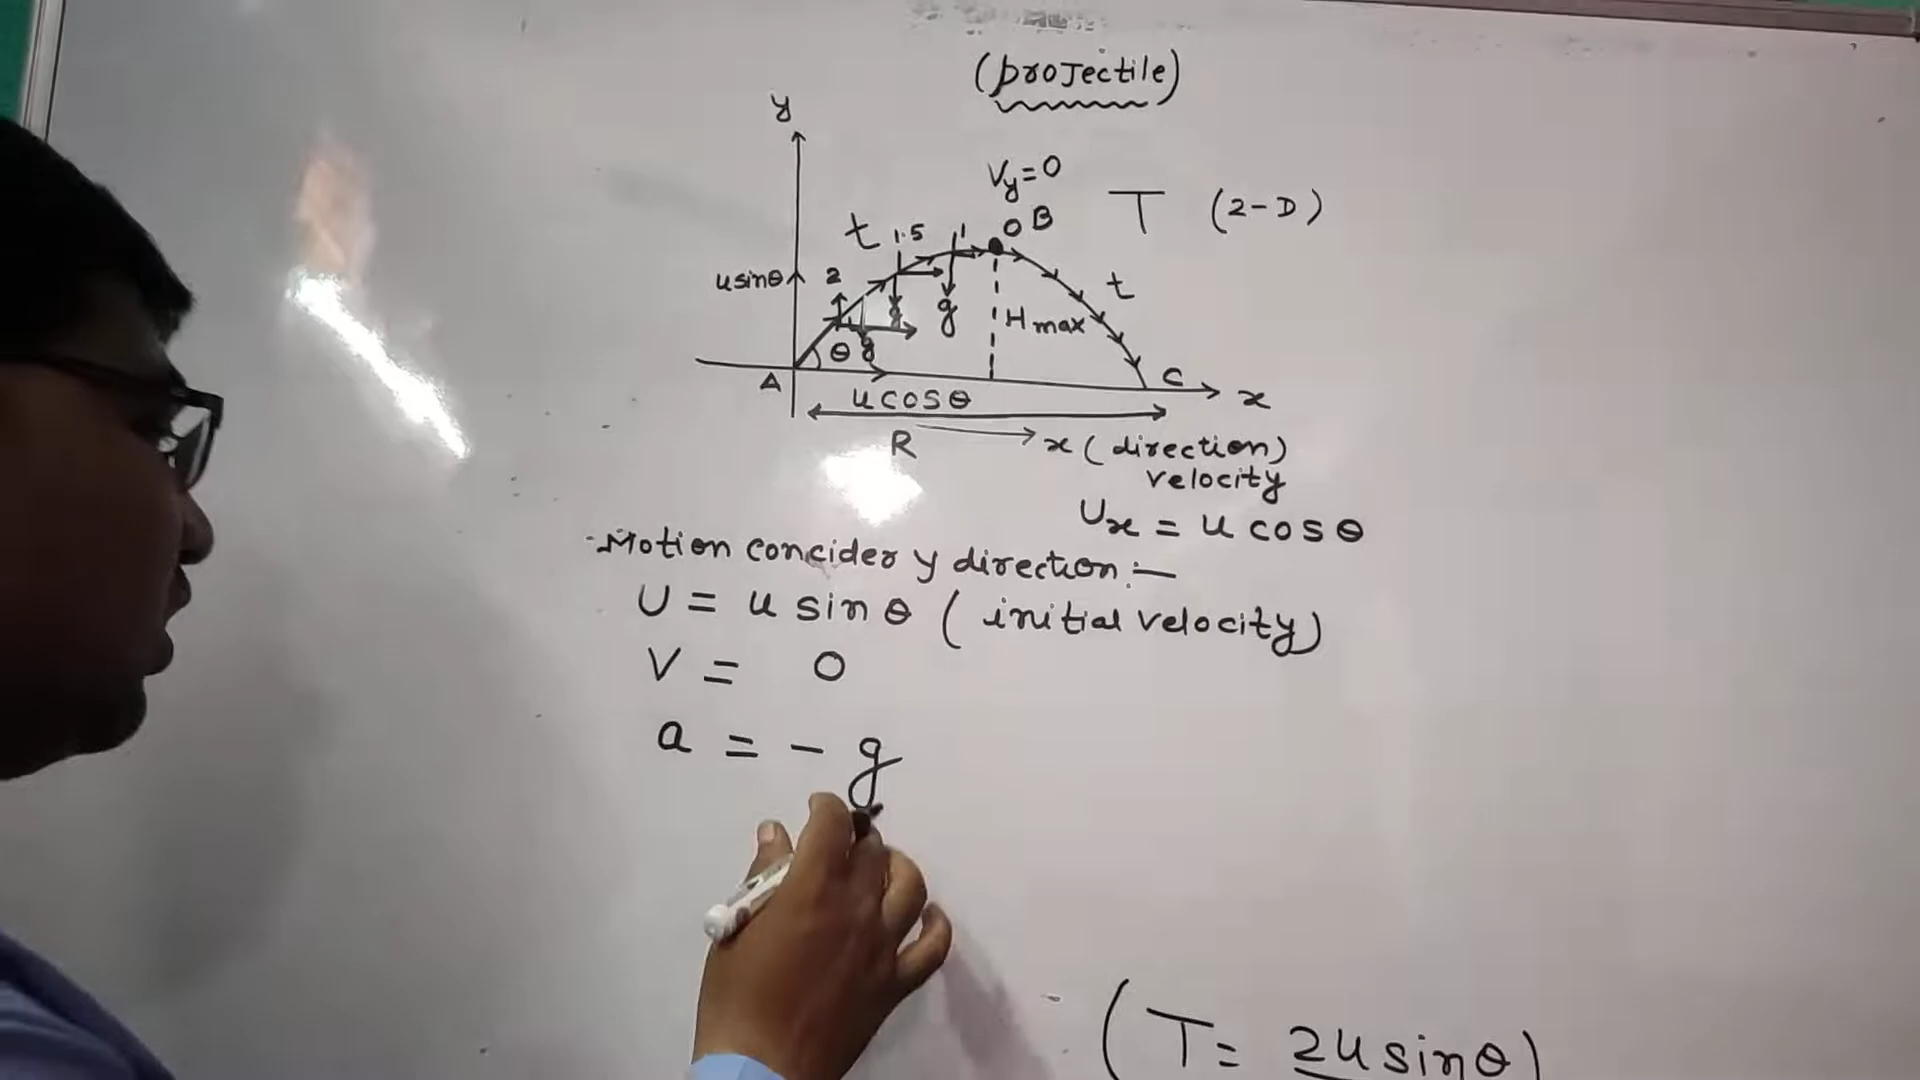 (projectile)
y
Vy=0
T (2-D)
0 B
t 1.5 1
usinθ 2
t
g
g
Hmax
θ g
A
C
x
ucosθ
R
x (direction)
velocity
Ux = u cosθ
Motion concider y direction:-
U = u sinθ (initial velocity)
V = 0
a = - g
(T = 2usinθ)